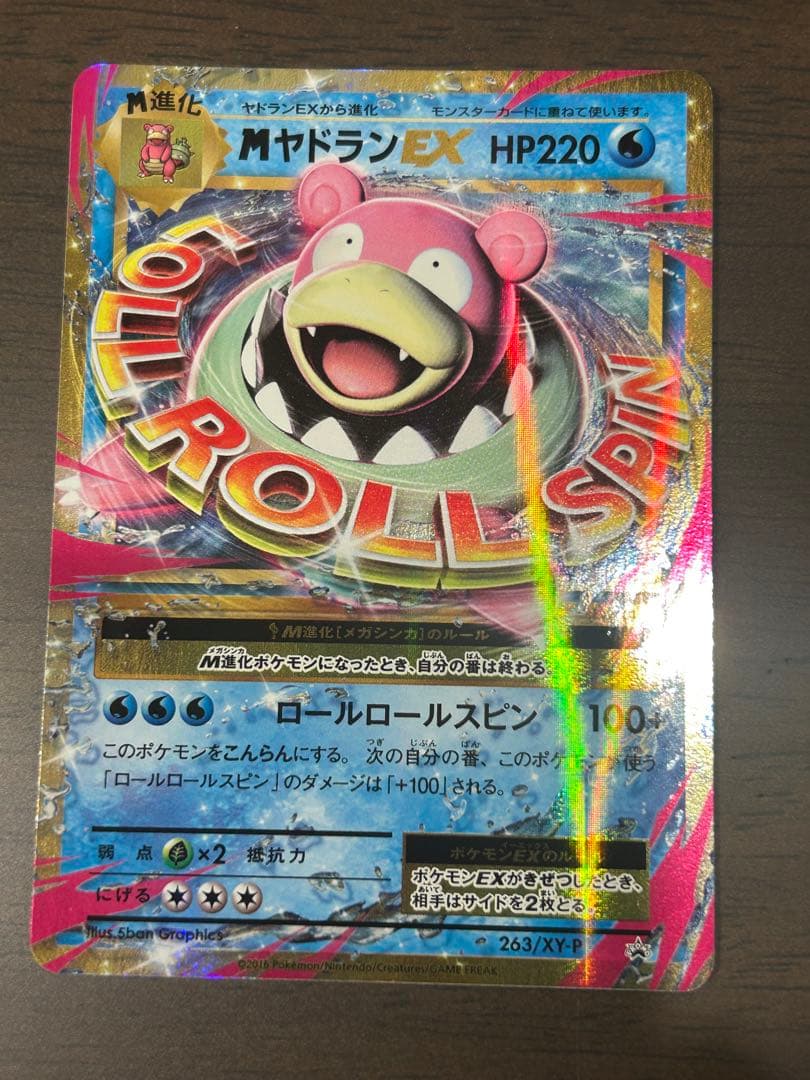 M進化
ヤドランEXから進化 モンスターカードに重ねて使います。
MヤドランEX HP220
ROLL ROLL SPIN
M進化[メガシンカ]のルール
M進化ポケモンになったとき、自分の番は終わる。
ロールロールスピン 100+
このポケモンをこんらんにする。次の自分の番、このポケモンが使う
「ロールロールスピン」のダメージは「+100」される。
弱点 ×2 抵抗力
ポケモンEXのルール
にげる
ポケモンEXがきぜつしたとき、
相手はサイドを2枚とる
illus.5ban Graphics
263/XY-P
©2016 Pokémon/Nintendo/Creatures/GAME FREAK